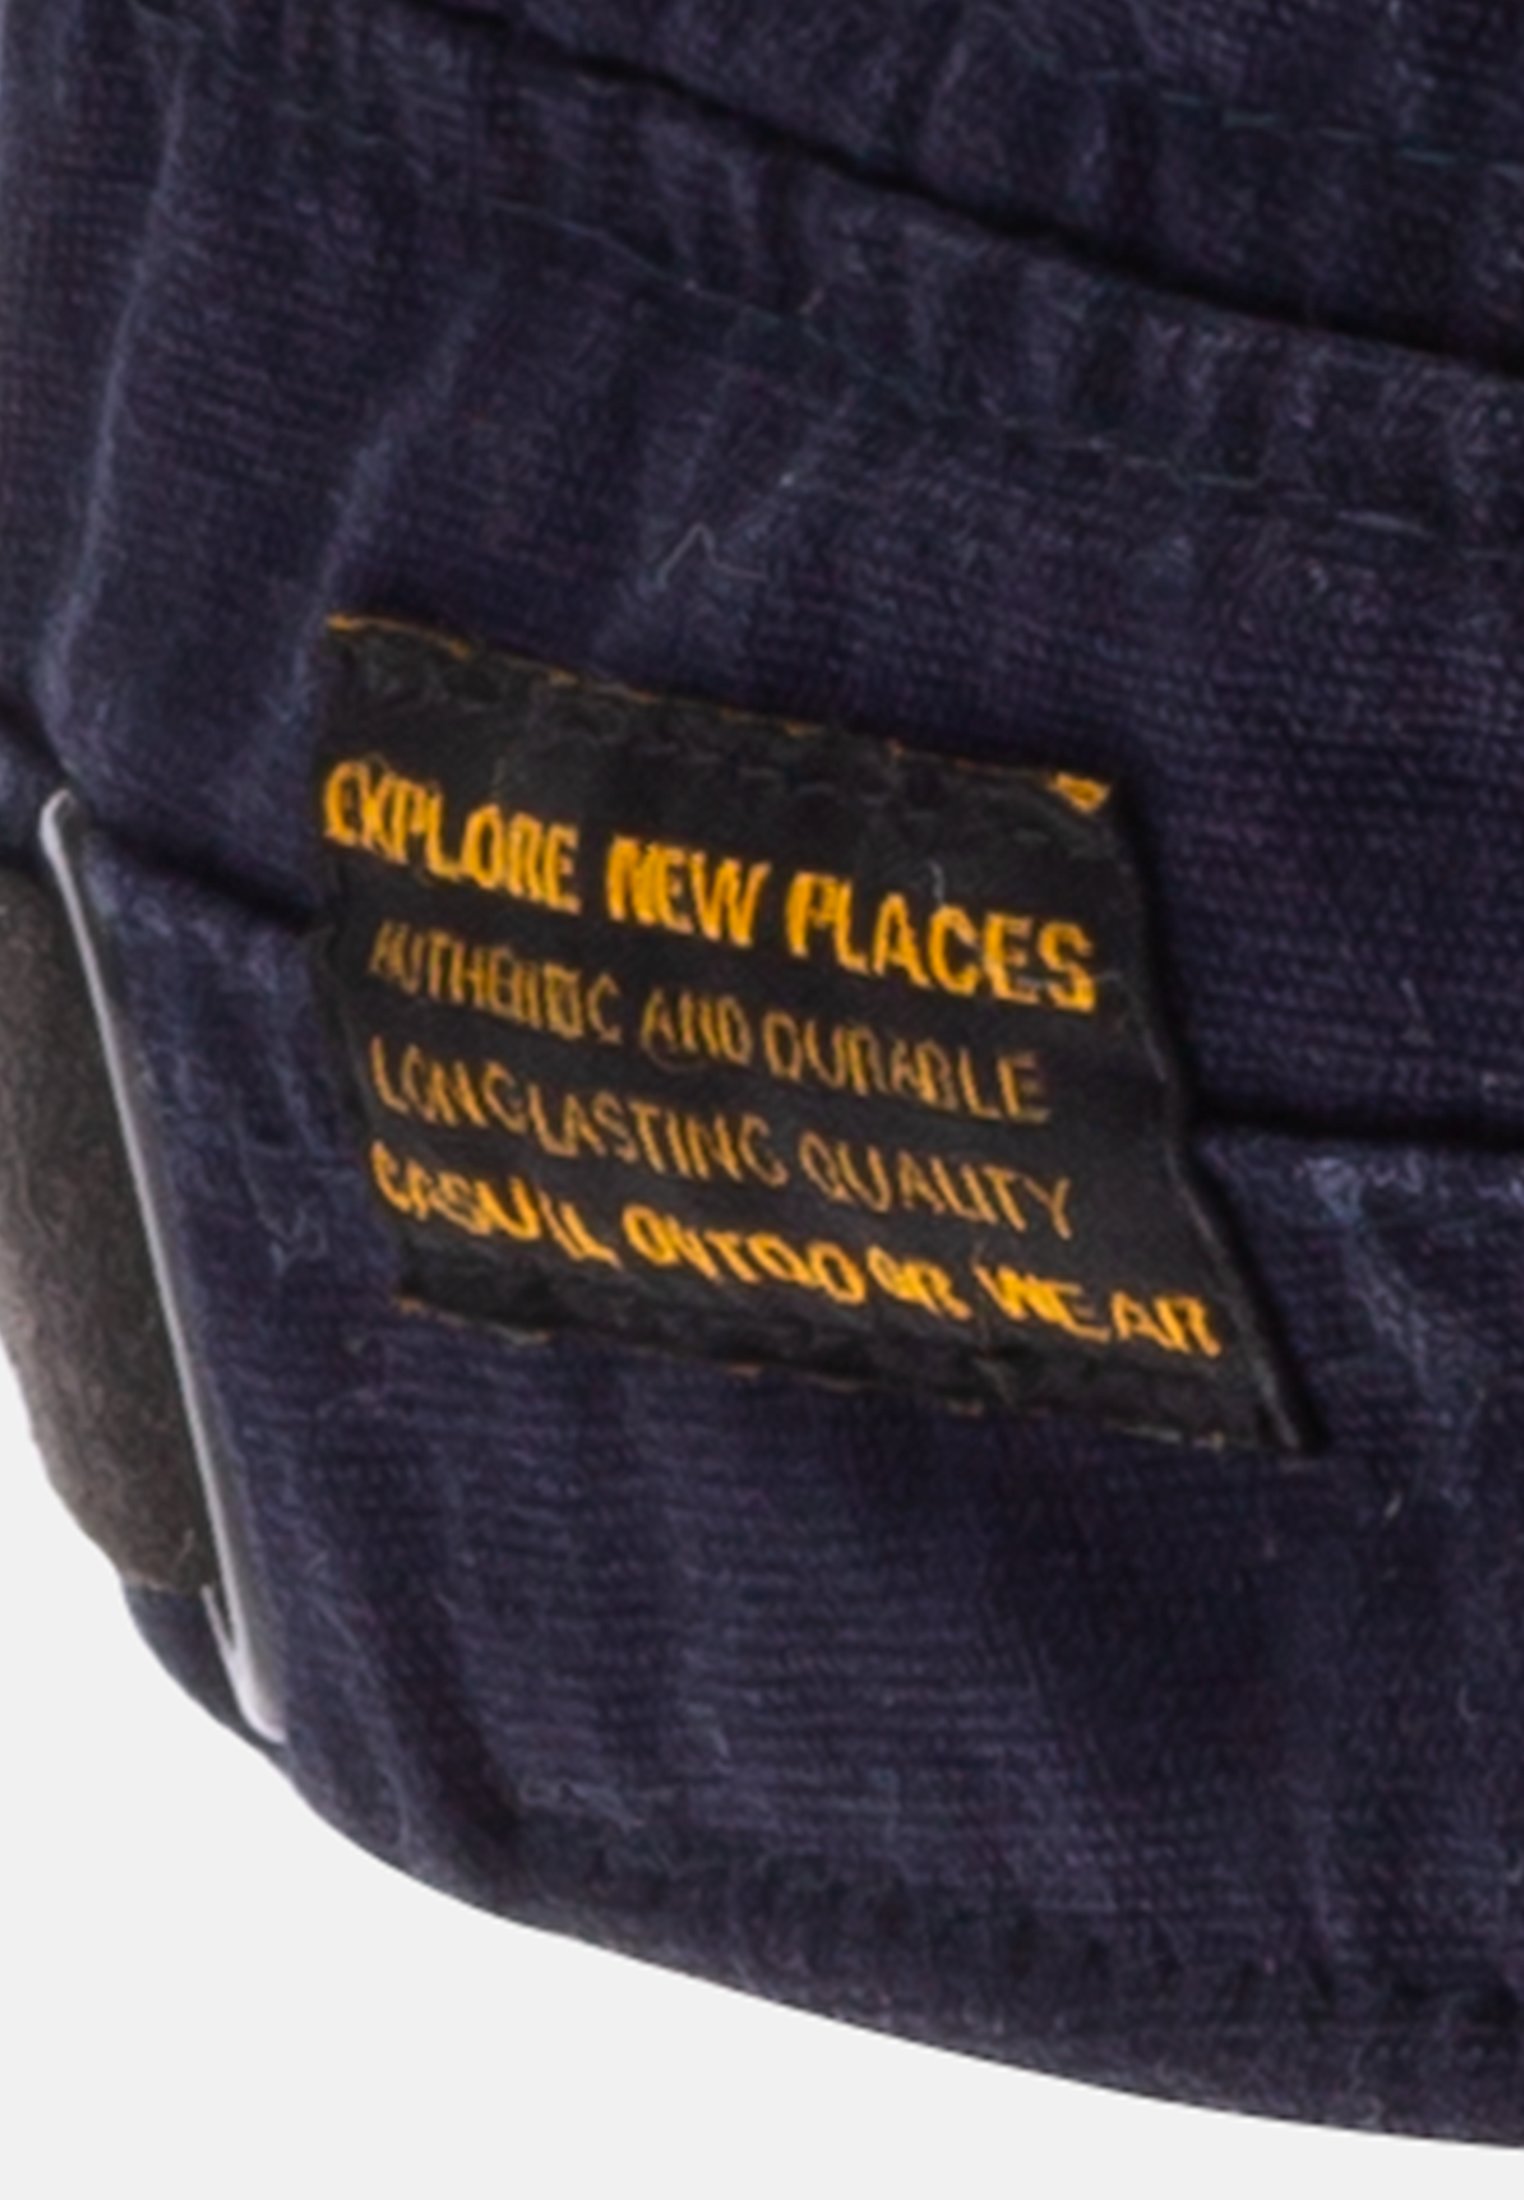 EXPLORE NEW PLACES
AUTHENTIC AND DURABLE
LONGLASTING QUALITY
CASUAL OUTDOOR WEAR